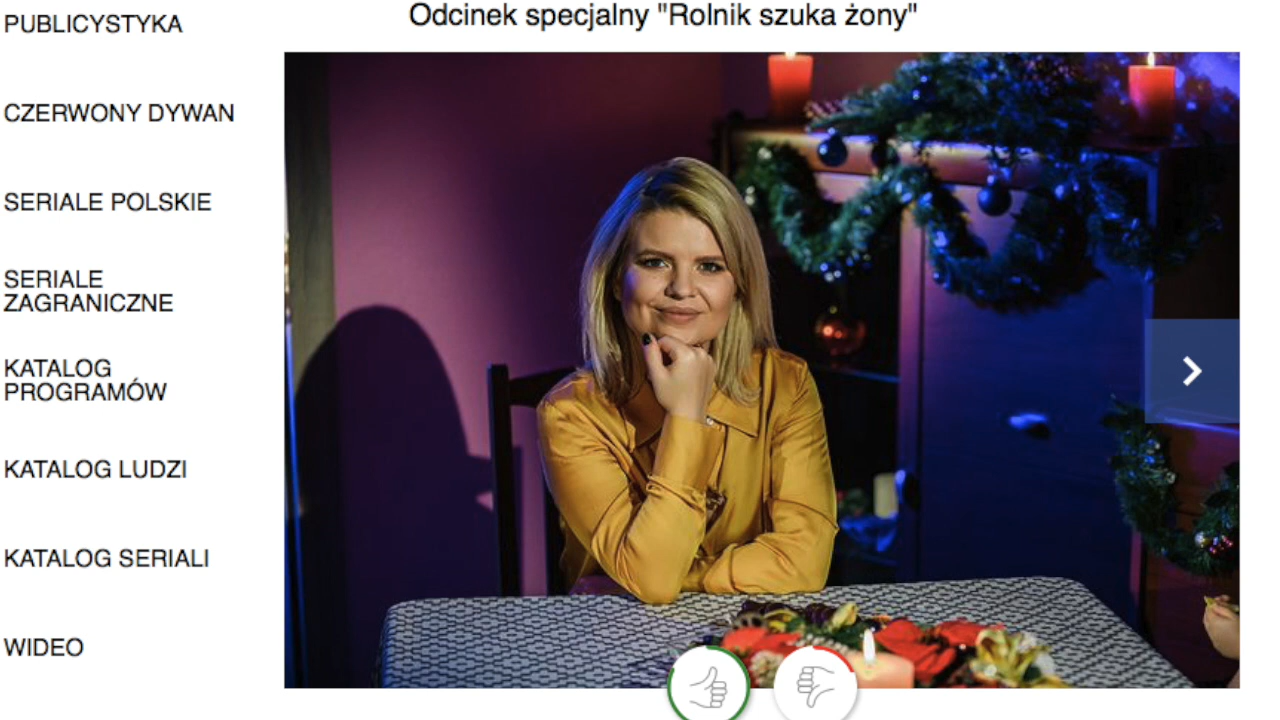 PUBLICYSTYKA
Odcinek specjalny "Rolnik szuka żony"
CZERWONY DYWAN
SERIALE POLSKIE
SERIALE
ZAGRANICZNE
KATALOG
PROGRAMÓW
KATALOG LUDZI
KATALOG SERIALI
WIDEO